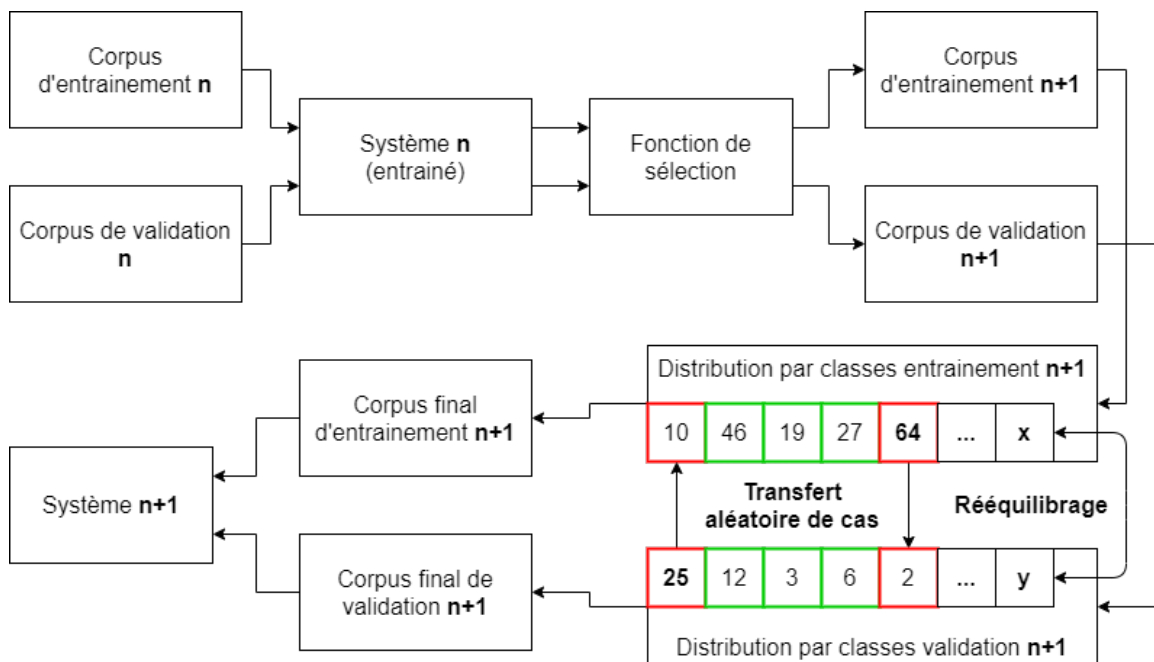 Corpus
d'entrainement n
Corpus de validation
n
Système n
(entrainé)
Fonction de
sélection
Corpus
d'entrainement n+1
Corpus de validation
n+1
Distribution par classes entrainement n+1
10 46 19 27 64 ... x
Transfert
aléatoire de cas
Rééquilibrage
25 12 3 6 2 ... y
Distribution par classes validation n+1
Corpus final
d'entrainement n+1
Corpus final de
validation n+1
Système n+1